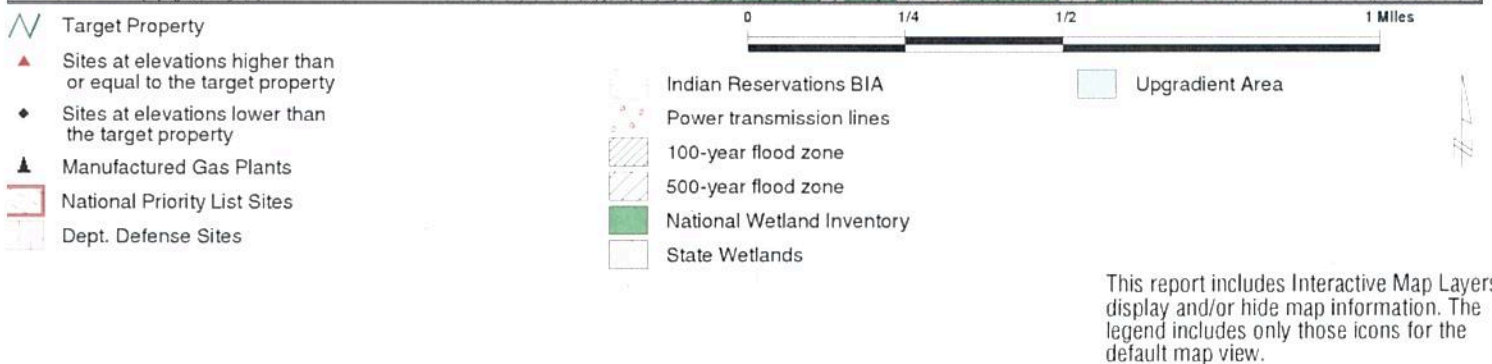 0 1/4 1/2 1 Miles
Target Property
Sites at elevations higher than
or equal to the target property
Sites at elevations lower than
the target property
Manufactured Gas Plants
National Priority List Sites
Dept. Defense Sites
Indian Reservations BIA
Power transmission lines
100-year flood zone
500-year flood zone
National Wetland Inventory
State Wetlands
Upgradient Area
This report includes Interactive Map Layers
display and/or hide map information. The
legend includes only those icons for the
default map view.